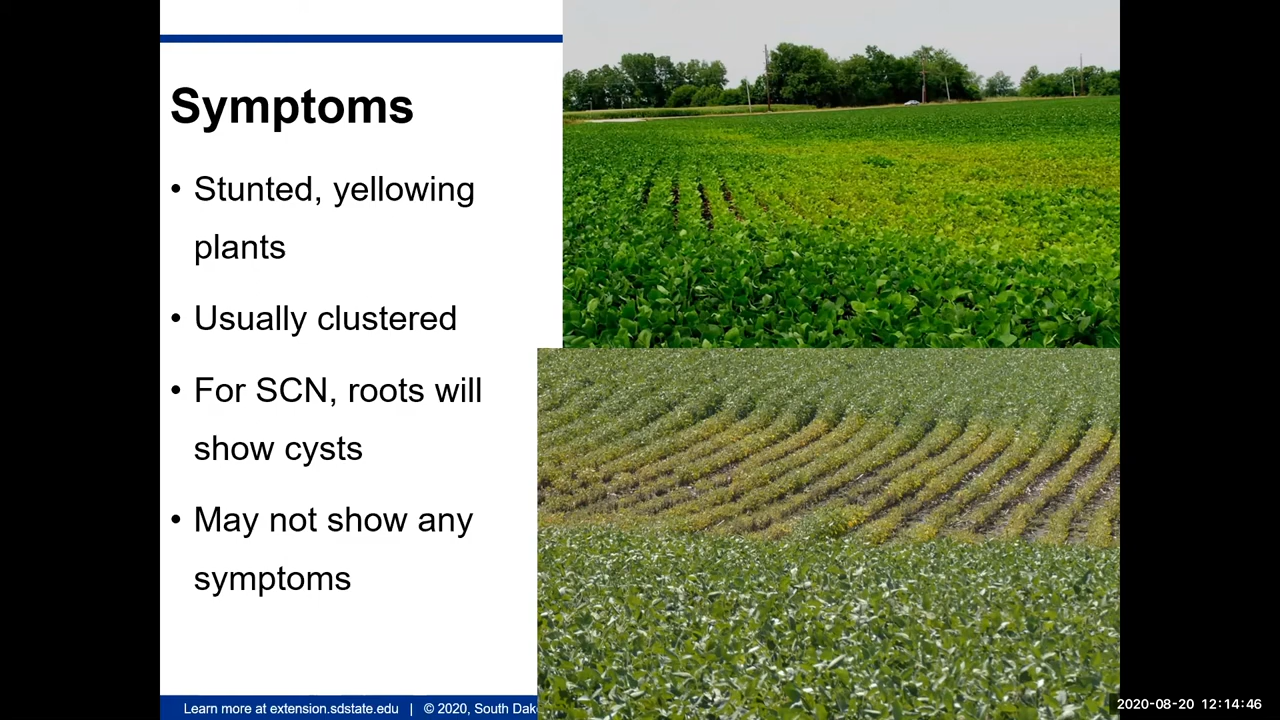 Symptoms
• Stunted, yellowing
plants
• Usually clustered
• For SCN, roots will
show cysts
• May not show any
symptoms
Learn more at extension.sdstate.edu | © 2020, South Dak
2020-08-20 12:14:46